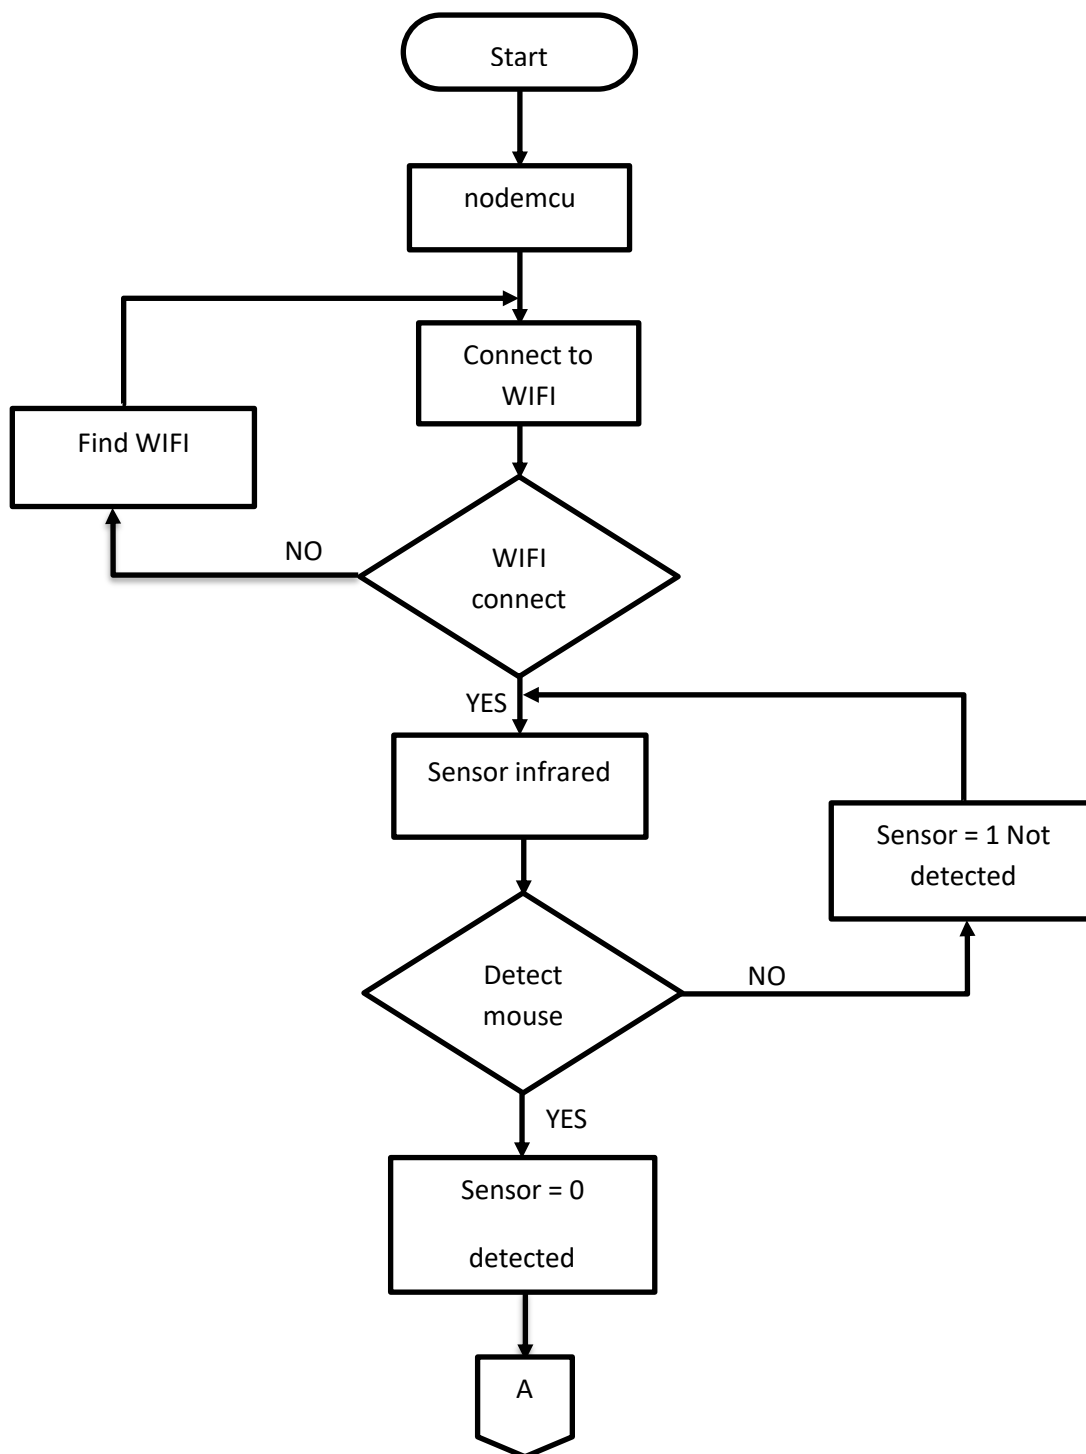 Start
nodemcu
Connect to
WIFI
Find WIFI
NO
WIFI
connect
YES
Sensor infrared
Sensor = 1 Not
detected
Detect
mouse
NO
YES
Sensor = 0
detected
A